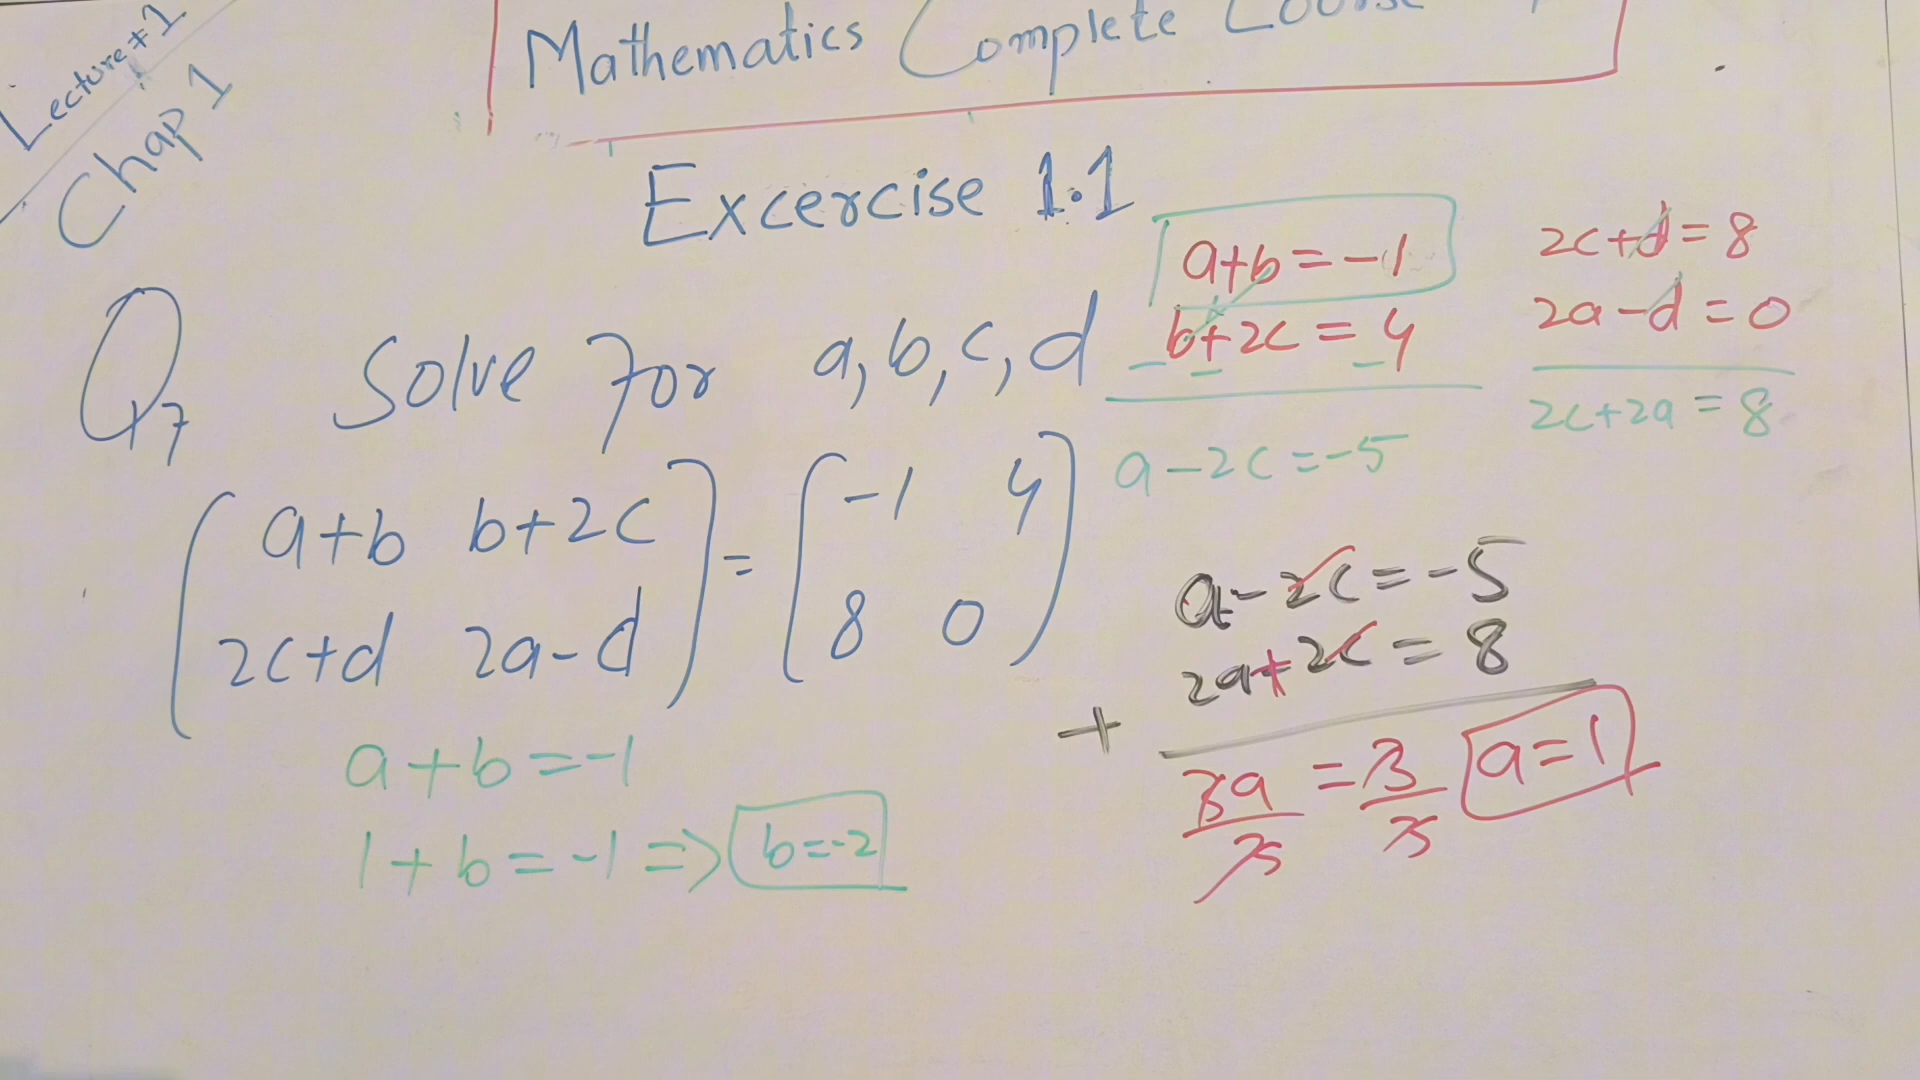 Lecture # 1
Chap 1
Mathematics Complete Course
Excercise 1.1
Q7 Solve for a, b, c, d
a+b b+2c = -1 4
2c+d 2a-d 8 0
a+b=-1
1+b=-1 => b=-2
a+b=-1
b+2c=4
- - -
a-2c=-5
2c+d=8
2a-d=0
2c+2a=8
a-2c=-5
2a+2c=8
+
3a/3 = 3/3 a=1